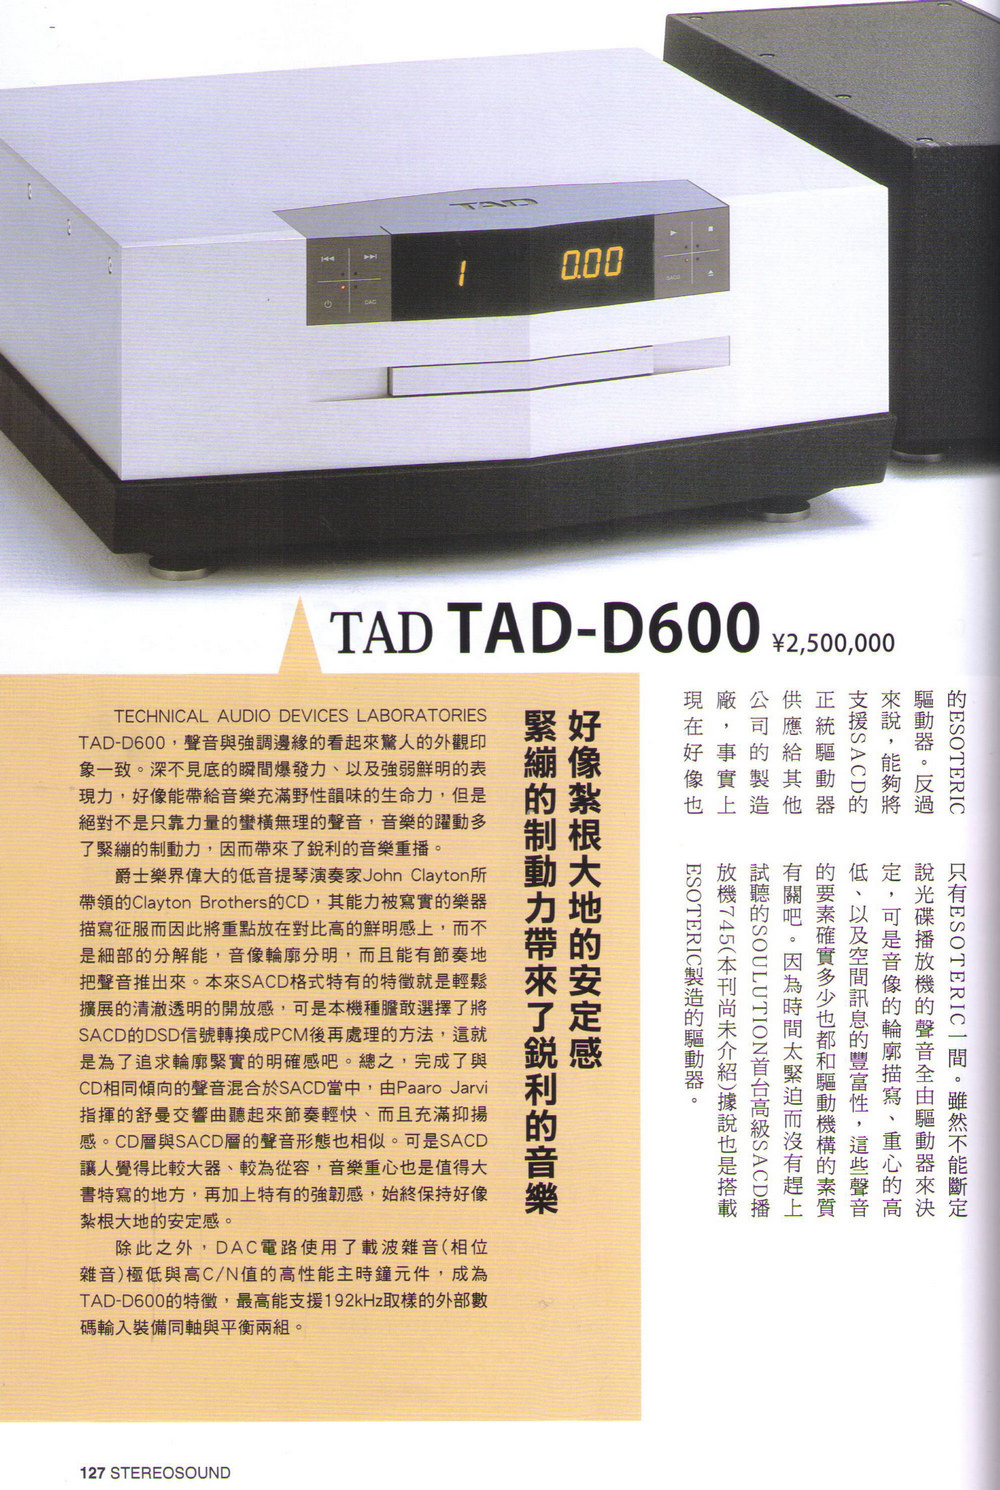 TAD
1
0.00
DAC
TAD TAD-D600 ¥2,500,000
的ESOTERIC
驅動器。反過
來說，能夠將
支援SACD的
正統驅動器
供應給其他
公司的製造
廠，事實上
現在好像也
只有ESOTERIC一間。雖然不能斷定
說光碟播放機的聲音全由驅動器來決
定，可是音像的輪廓描寫、重心的高
低、以及空間訊息的豐富性，這些聲音
的要素確實多少也都和驅動機構的素質
有關吧。因為時間太緊迫而沒有趕上
試聽的SOULUTION首台高級SACD播
放機745(本刊尚未介紹)據說也是搭載
ESOTERIC製造的驅動器。
好像紮根大地的安定感
緊繃的制動力帶來了銳利的音樂
TECHNICAL AUDIO DEVICES LABORATORIES
TAD-D600，聲音與強調邊緣的看起來驚人的外觀印
象一致。深不見底的瞬間爆發力、以及強弱鮮明的表
現力，好像能帶給音樂充滿野性韻味的生命力，但是
絕對不是只靠力量的蠻橫無理的聲音，音樂的躍動多
了緊繃的制動力，因而帶來了銳利的音樂重播。
爵士樂界偉大的低音提琴演奏家John Clayton所
帶領的Clayton Brothers的CD，其能力被寫實的樂器
描寫征服而因此將重點放在對比高的鮮明感上，而不
是細部的分解能，音像輪廓分明，而且能有節奏地
把聲音推出來。本來SACD格式特有的特徵就是輕鬆
擴展的清澈透明的開放感，可是本機種膽敢選擇了將
SACD的DSD信號轉換成PCM後再處理的方法，這就
是為了追求輪廓緊實的明確感吧。總之，完成了與
CD相同傾向的聲音混合於SACD當中，由Paaro Jarvi
指揮的舒曼交響曲聽起來節奏輕快、而且充滿抑揚
感。CD層與SACD層的聲音形態也相似。可是SACD
讓人覺得比較大器、較為從容，音樂重心也是值得大
書特寫的地方，再加上特有的強韌感，始終保持好像
紮根大地的安定感。
除此之外，DAC電路使用了載波雜音(相位
雜音)極低與高C/N值的高性能主時鐘元件，成為
TAD-D600的特徵，最高能支援192kHz取樣的外部數
碼輸入裝備同軸與平衡兩組。
127 STEREOSOUND